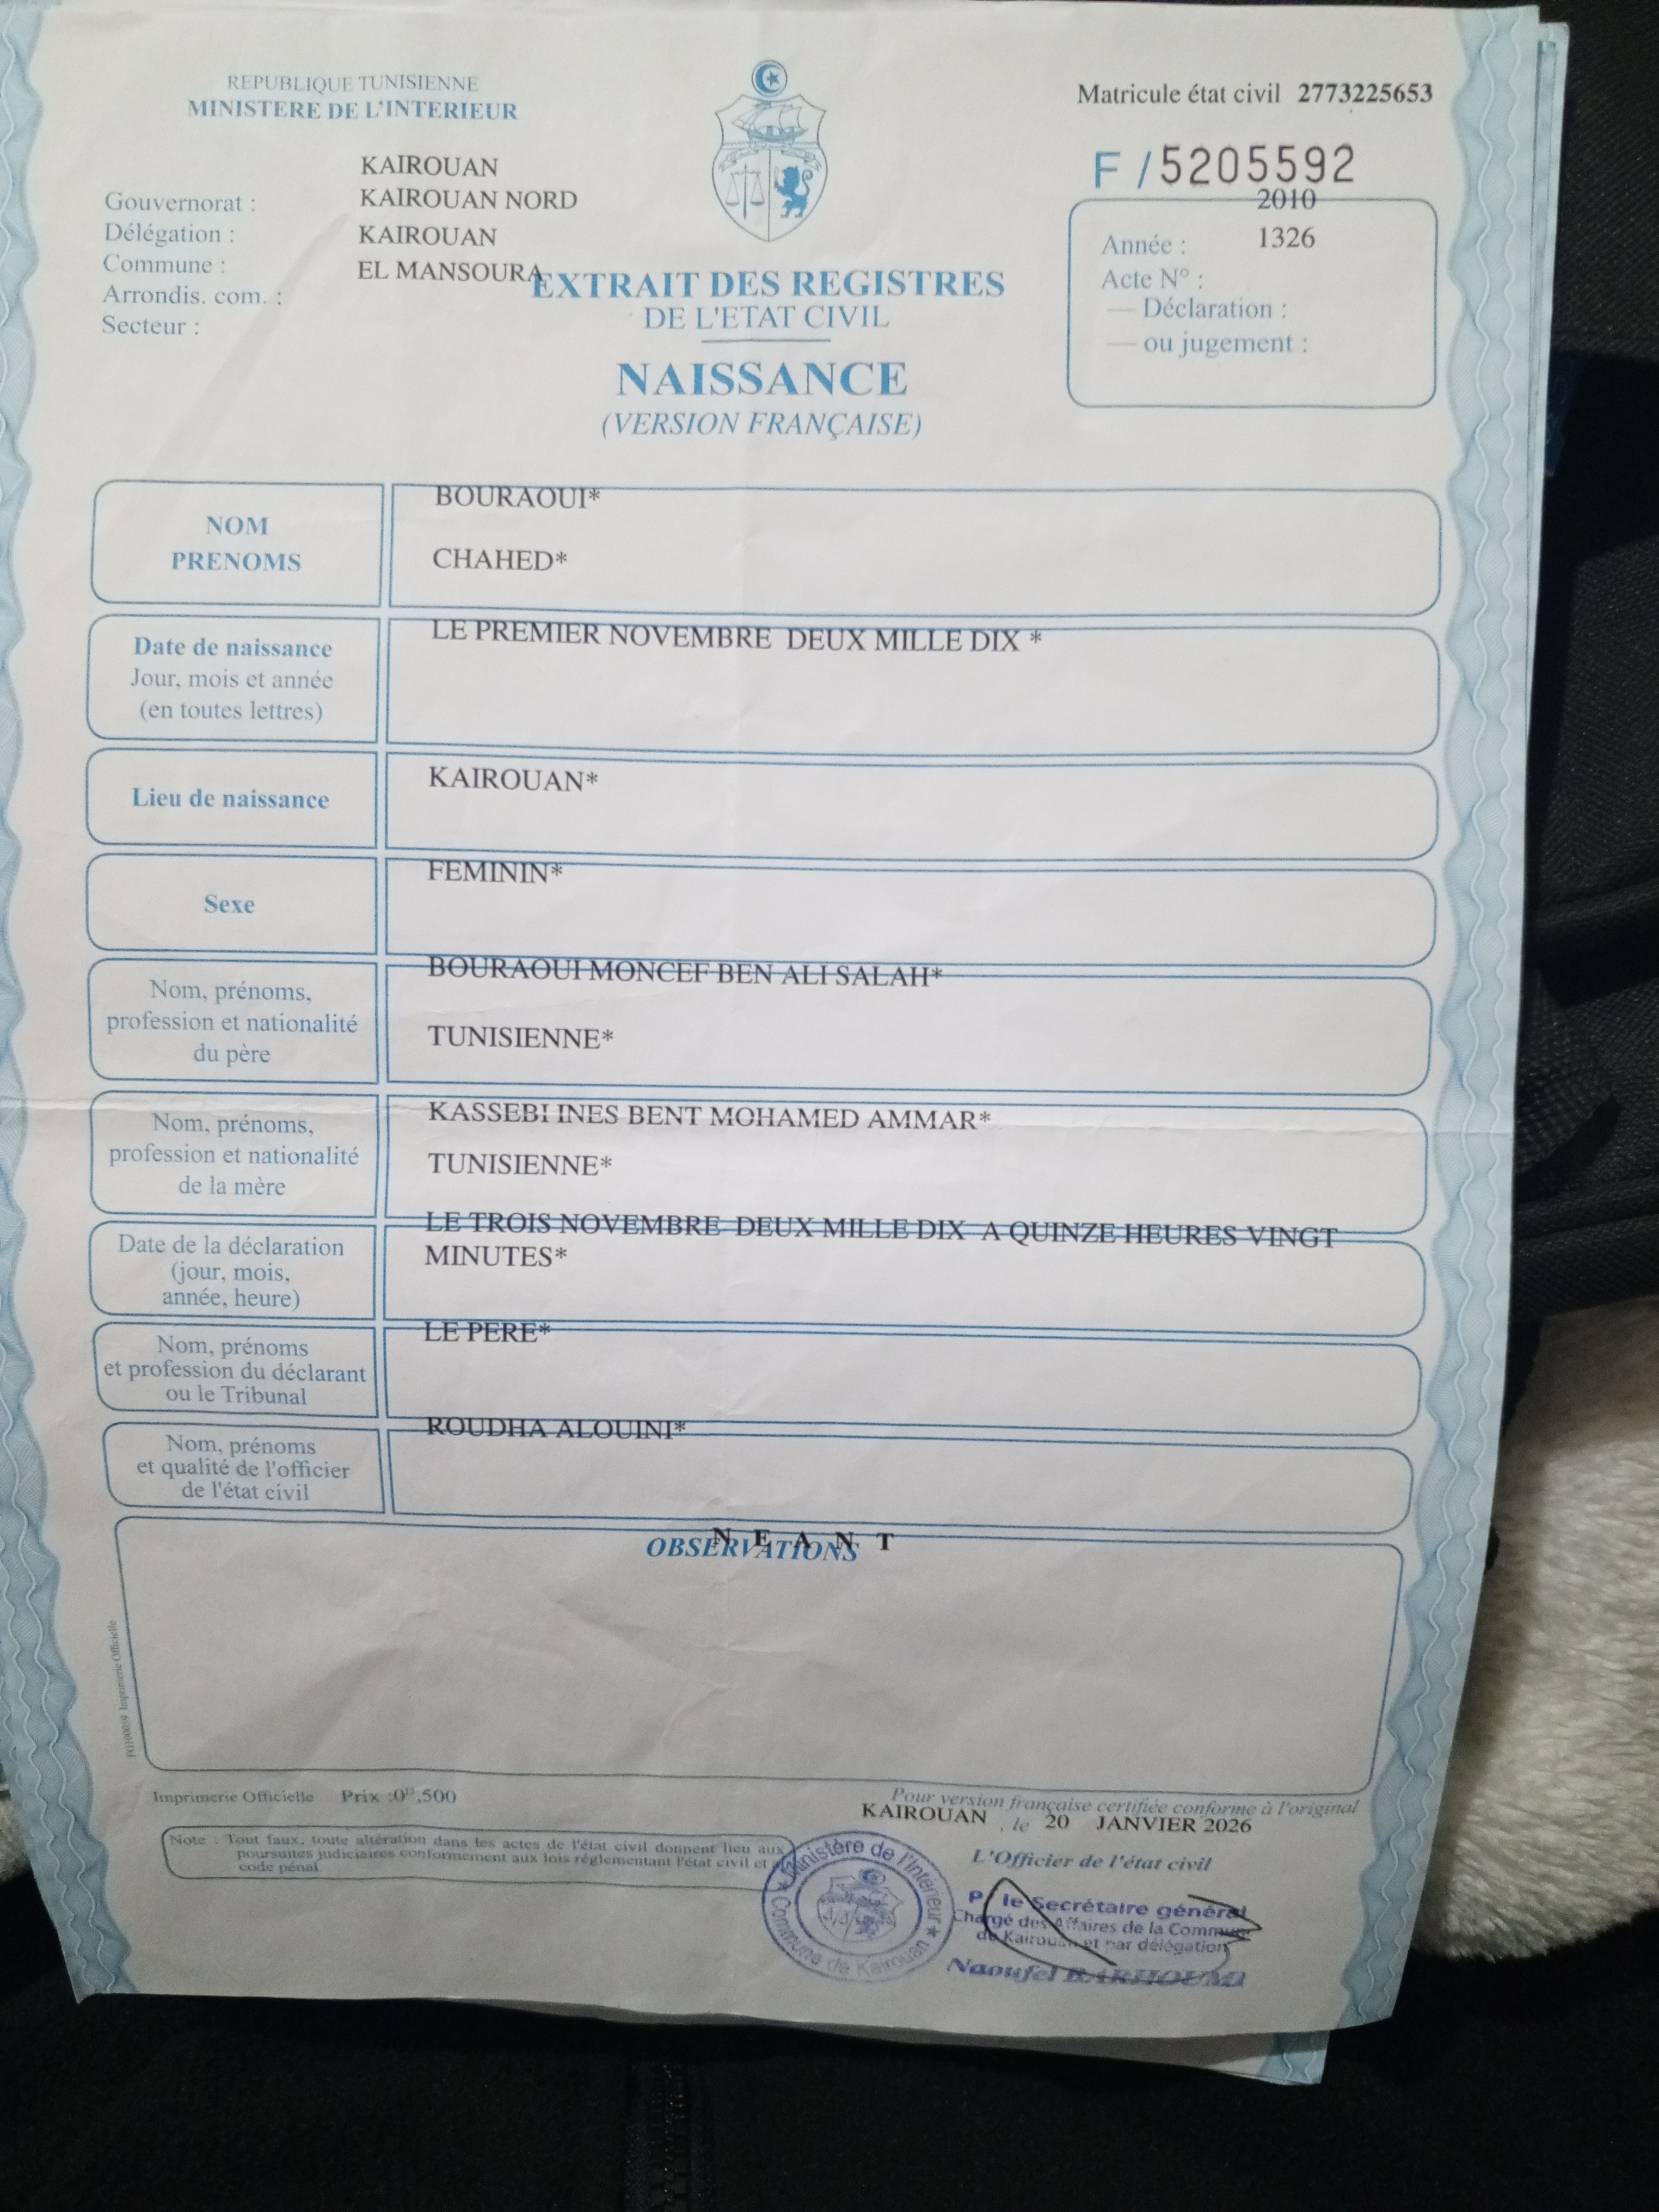 REPUBLIQUE TUNISIENNE
MINISTERE DE L'INTERIEUR
Matricule état civil 2773225653
F / 5205592
KAIROUAN
Gouvernorat : KAIROUAN NORD
Délégation : KAIROUAN
Commune : EL MANSOURA
Arrondis. com. :
Secteur :
2010
Année : 1326
Acte N° :
— Déclaration :
— ou jugement :
EXTRAIT DES REGISTRES
DE L'ETAT CIVIL
NAISSANCE
(VERSION FRANÇAISE)
NOM
PRENOMS
BOURAOUI*
CHAHED*
Date de naissance
Jour, mois et année
(en toutes lettres)
LE PREMIER NOVEMBRE DEUX MILLE DIX *
Lieu de naissance
KAIROUAN*
Sexe
FEMININ*
Nom, prénoms,
profession et nationalité
du père
BOURAOUI MONCEF BEN ALI SALAH*
TUNISIENNE*
Nom, prénoms,
profession et nationalité
de la mère
KASSEBI INES BENT MOHAMED AMMAR*
TUNISIENNE*
Date de la déclaration
(jour, mois,
année, heure)
LE TROIS NOVEMBRE DEUX MILLE DIX A QUINZE HEURES VINGT
MINUTES*
Nom, prénoms
et profession du déclarant
ou le Tribunal
LE PERE*
Nom, prénoms
et qualité de l'officier
de l'état civil
ROUDHA ALOUINI*
N E A N T
OBSERVATIONS
Imprimerie Officielle
Imprimerie Officielle Prix :0ᴰ,500
Note : Tout faux, toute altération dans les actes de l'état civil donnent lieu aux
poursuites judiciaires conformement aux lois réglementant l'état civil et
code pénal.
Pour version française certifiée conforme à l'original
KAIROUAN , le 20 JANVIER 2026
L'Officier de l'état civil
Ministère de l'Intérieur
Commune de Kairouan
P/ le Secrétaire général
Chargé des Affaires de la Commune
de Kairouan et par délégation
Naoufel BARHOUMI